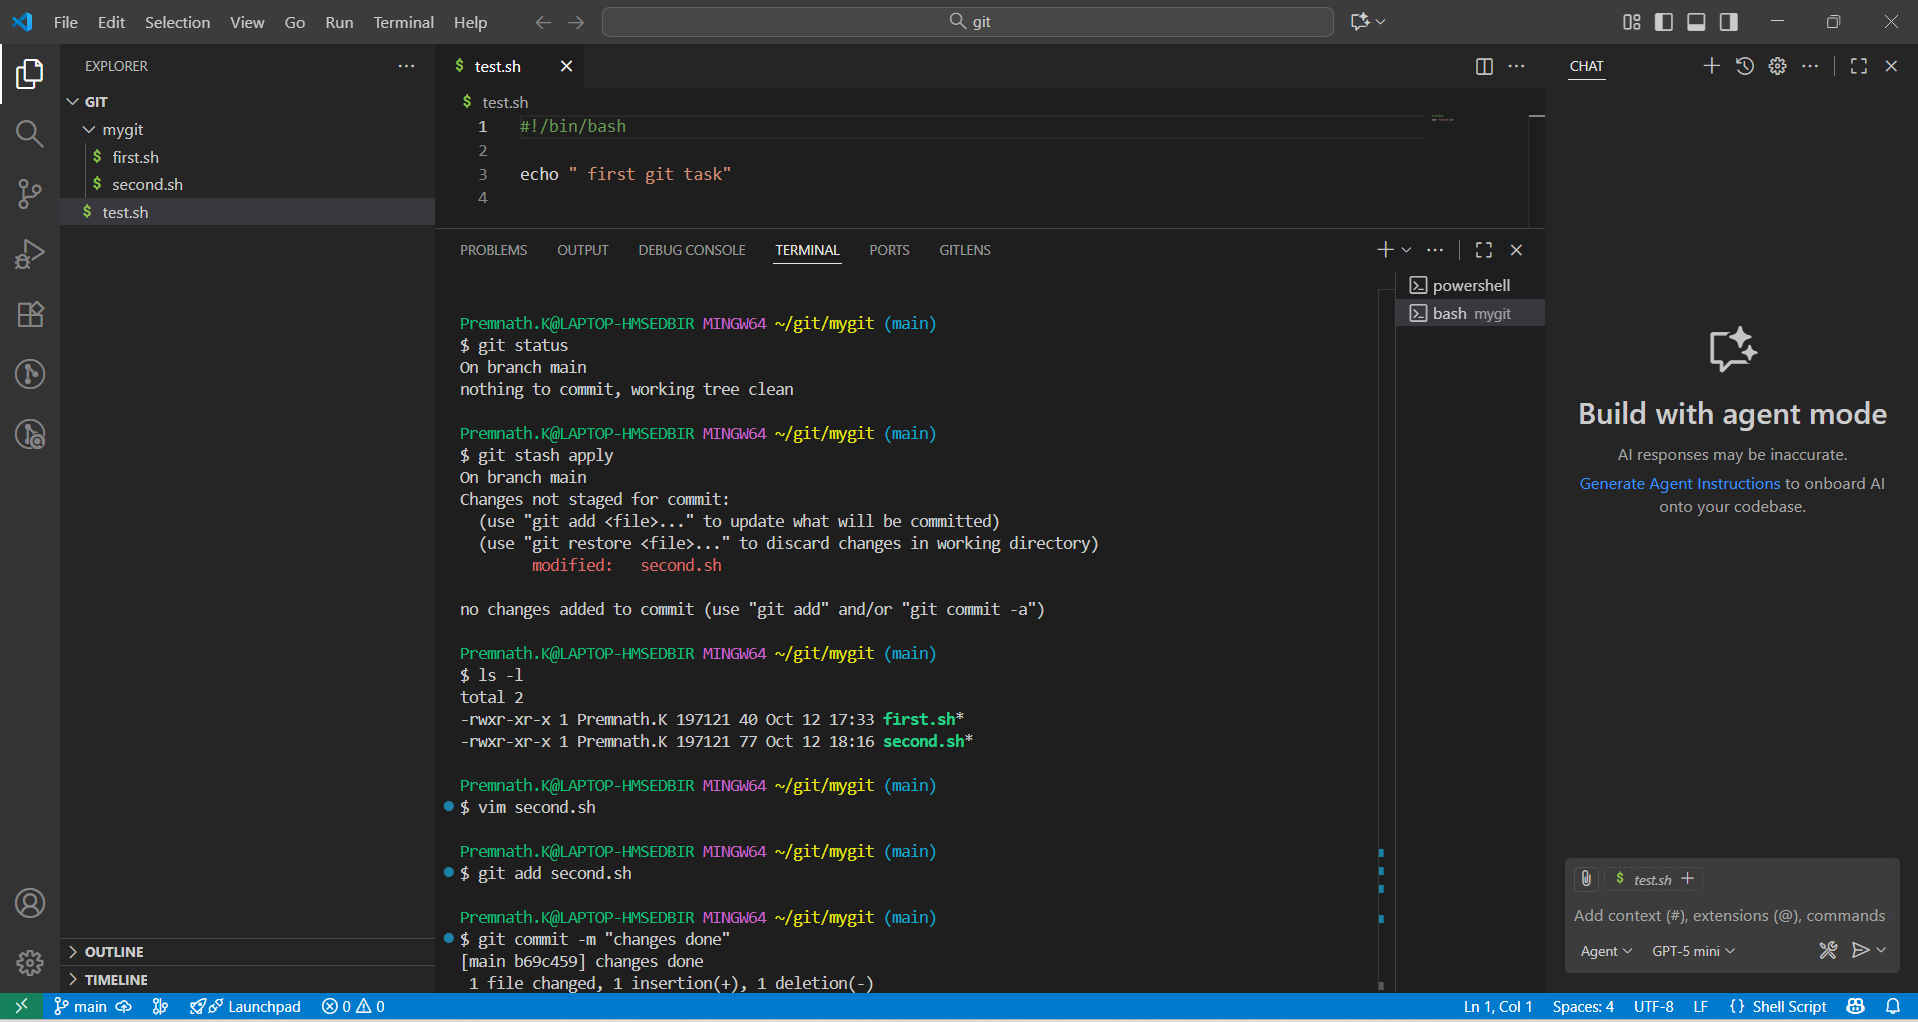 File Edit Selection View Go Run Terminal Help
git
EXPLORER
GIT
mygit
$ first.sh
$ second.sh
$ test.sh
OUTLINE
TIMELINE
$ test.sh
$ test.sh
1 #!/bin/bash
2
3 echo " first git task"
4
PROBLEMS OUTPUT DEBUG CONSOLE TERMINAL PORTS GITLENS
Premnath.K@LAPTOP-HMSEDBIR MINGW64 ~/git/mygit (main)
$ git status
On branch main
nothing to commit, working tree clean
Premnath.K@LAPTOP-HMSEDBIR MINGW64 ~/git/mygit (main)
$ git stash apply
On branch main
Changes not staged for commit:
(use "git add <file>..." to update what will be committed)
(use "git restore <file>..." to discard changes in working directory)
modified: second.sh
no changes added to commit (use "git add" and/or "git commit -a")
Premnath.K@LAPTOP-HMSEDBIR MINGW64 ~/git/mygit (main)
$ ls -l
total 2
-rwxr-xr-x 1 Premnath.K 197121 40 Oct 12 17:33 first.sh*
-rwxr-xr-x 1 Premnath.K 197121 77 Oct 12 18:16 second.sh*
Premnath.K@LAPTOP-HMSEDBIR MINGW64 ~/git/mygit (main)
$ vim second.sh
Premnath.K@LAPTOP-HMSEDBIR MINGW64 ~/git/mygit (main)
$ git add second.sh
Premnath.K@LAPTOP-HMSEDBIR MINGW64 ~/git/mygit (main)
$ git commit -m "changes done"
[main b69c459] changes done
1 file changed, 1 insertion(+), 1 deletion(-)
powershell
bash mygit
CHAT
Build with agent mode
AI responses may be inaccurate.
Generate Agent Instructions to onboard AI
onto your codebase.
$ test.sh
Add context (#), extensions (@), commands
Agent GPT-5 mini
main Launchpad 0 0 Ln 1, Col 1 Spaces: 4 UTF-8 LF {} Shell Script